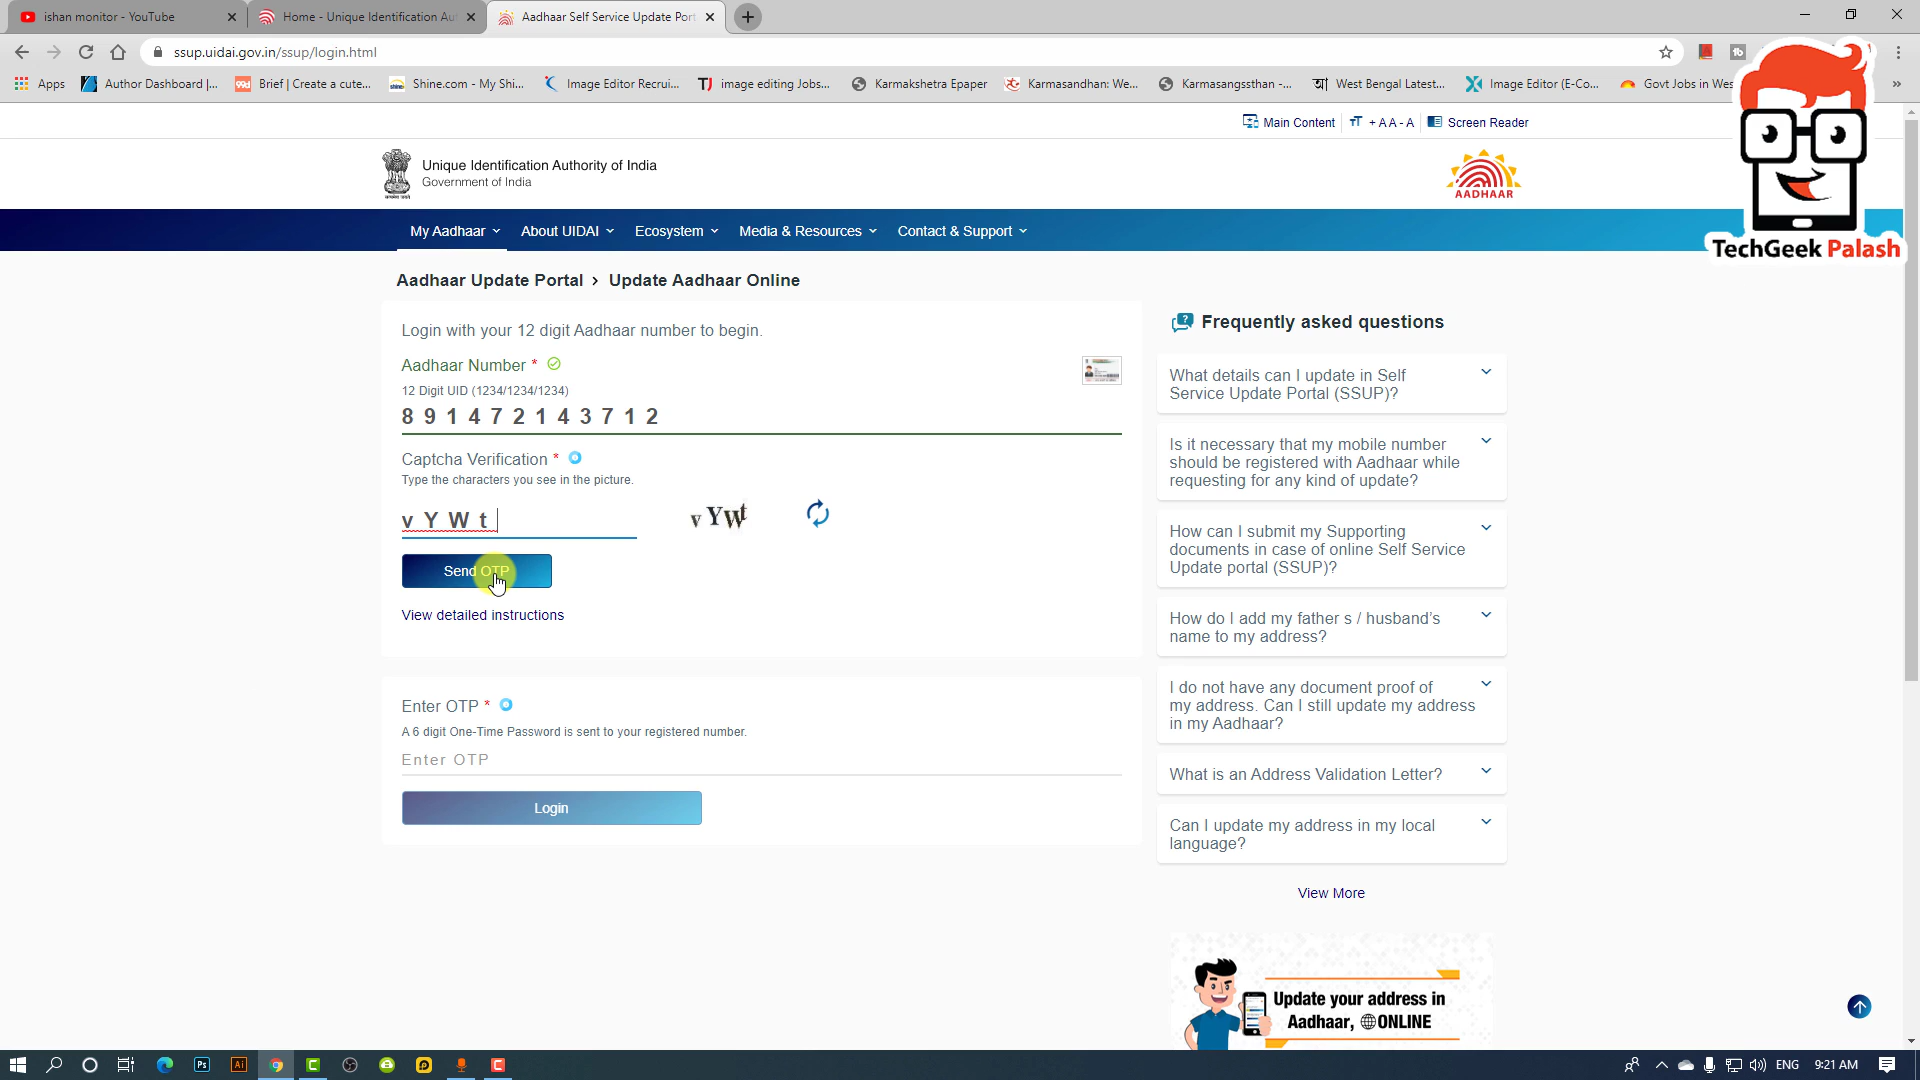 ishan monitor - YouTube
Home - Unique Identification Aut
Aadhaar Self Service Update Port
ssup.uidai.gov.in/ssup/login.html
Apps
Author Dashboard |...
Brief | Create a cute...
Shine.com - My Shi...
Image Editor Recrui...
image editing Jobs...
Karmakshetra Epaper
Karmasandhan: We...
Karmasangssthan -...
West Bengal Latest...
Image Editor (E-Co...
Govt Jobs in Wes
TechGeek Palash
Main Content
+ A A - A
Screen Reader
Unique Identification Authority of India
Government of India
AADHAAR
My Aadhaar
About UIDAI
Ecosystem
Media & Resources
Contact & Support
Aadhaar Update Portal > Update Aadhaar Online
Login with your 12 digit Aadhaar number to begin.
Aadhaar Number *
12 Digit UID (1234/1234/1234)
8 9 1 4 7 2 1 4 3 7 1 2
Captcha Verification *
Type the characters you see in the picture.
v Y W t
v Y W t
Send OTP
View detailed instructions
Enter OTP *
A 6 digit One-Time Password is sent to your registered number.
Enter OTP
Login
Frequently asked questions
What details can I update in Self
Service Update Portal (SSUP)?
Is it necessary that my mobile number
should be registered with Aadhaar while
requesting for any kind of update?
How can I submit my Supporting
documents in case of online Self Service
Update portal (SSUP)?
How do I add my father s / husband's
name to my address?
I do not have any document proof of
my address. Can I still update my address
in my Aadhaar?
What is an Address Validation Letter?
Can I update my address in my local
language?
View More
Update your address in
Aadhaar, ONLINE
Ps
Ai
ENG
9:21 AM